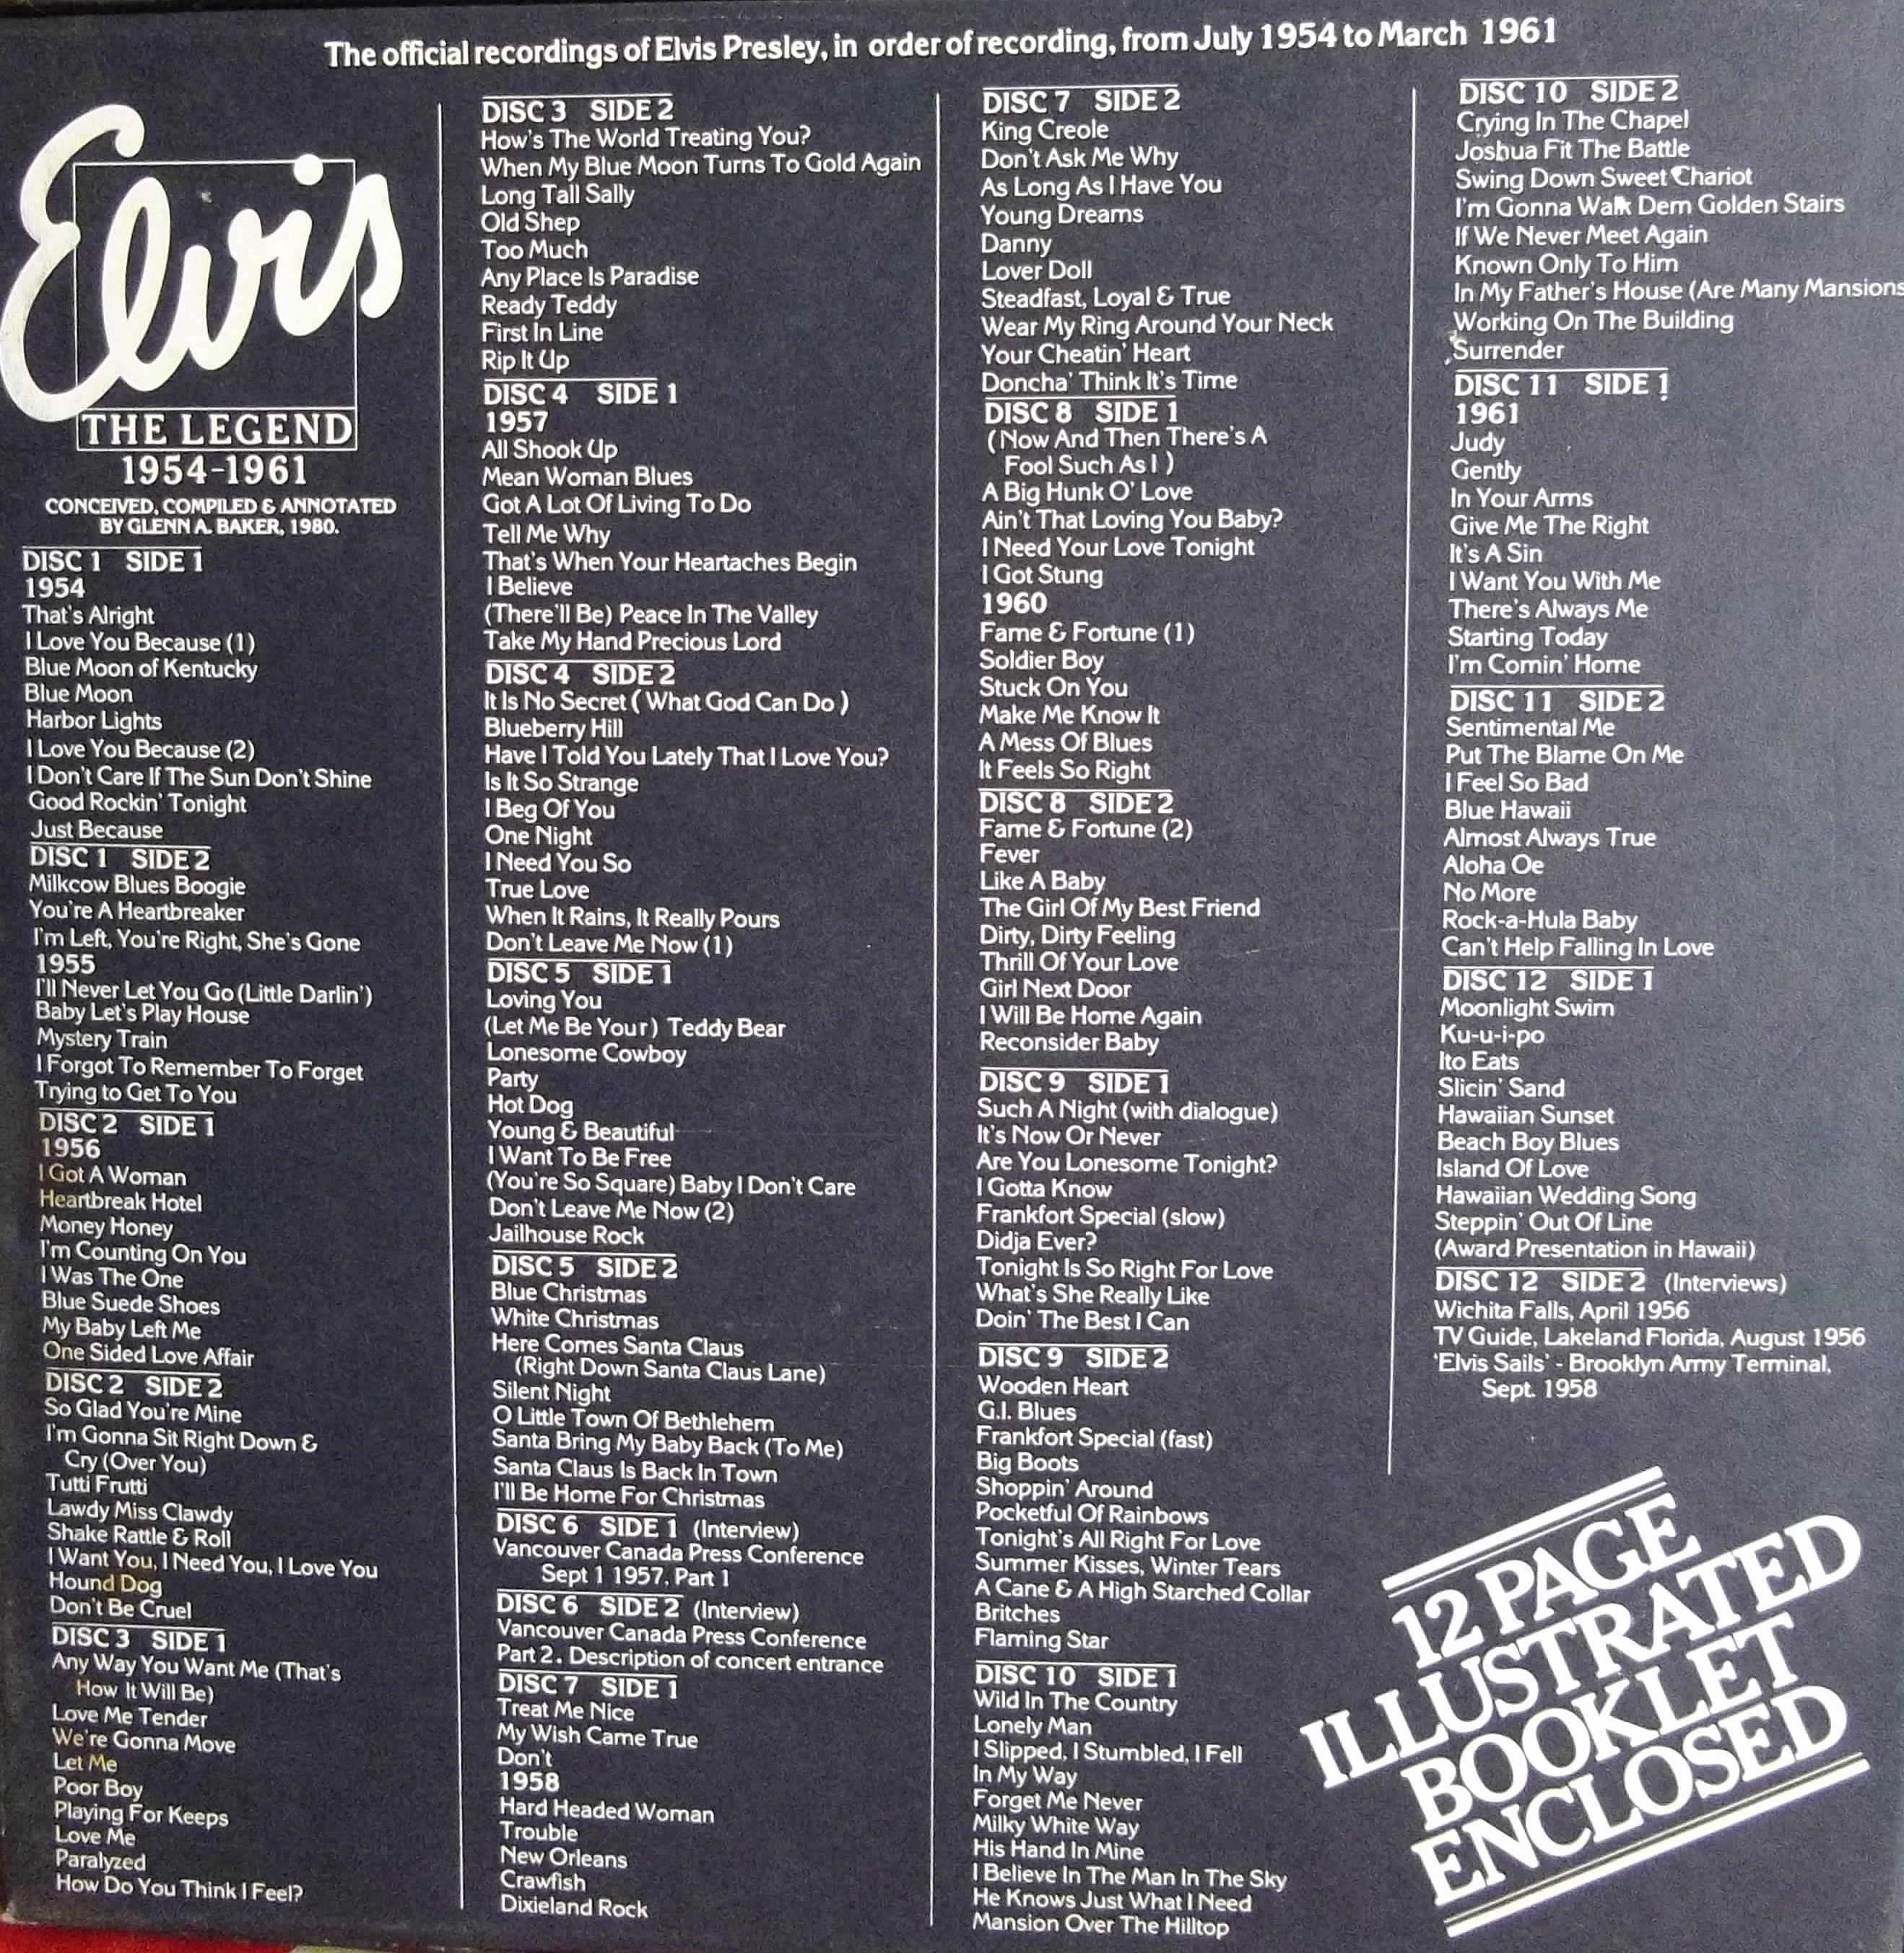 The official recordings of Elvis Presley, in order of recording, from July 1954 to March 1961
Elvis
THE LEGEND
1954-1961
CONCEIVED, COMPILED & ANNOTATED
BY GLENN A. BAKER, 1980.
DISC 1 SIDE 1
1954
That's Alright
I Love You Because (1)
Blue Moon of Kentucky
Blue Moon
Harbor Lights
I Love You Because (2)
I Don't Care If The Sun Don't Shine
Good Rockin' Tonight
Just Because
DISC 1 SIDE 2
Milkcow Blues Boogie
You're A Heartbreaker
I'm Left, You're Right, She's Gone
1955
I'll Never Let You Go (Little Darlin')
Baby Let's Play House
Mystery Train
I Forgot To Remember To Forget
Trying to Get To You
DISC 2 SIDE 1
1956
I Got A Woman
Heartbreak Hotel
Money Honey
I'm Counting On You
I Was The One
Blue Suede Shoes
My Baby Left Me
One Sided Love Affair
DISC 2 SIDE 2
So Glad You're Mine
I'm Gonna Sit Right Down &
Cry (Over You)
Tutti Frutti
Lawdy Miss Clawdy
Shake Rattle & Roll
I Want You, I Need You, I Love You
Hound Dog
Don't Be Cruel
DISC 3 SIDE 1
Any Way You Want Me (That's
How It Will Be)
Love Me Tender
We're Gonna Move
Let Me
Poor Boy
Playing For Keeps
Love Me
Paralyzed
How Do You Think I Feel?
DISC 3 SIDE 2
How's The World Treating You?
When My Blue Moon Turns To Gold Again
Long Tall Sally
Old Shep
Too Much
Any Place Is Paradise
Ready Teddy
First In Line
Rip It Up
DISC 4 SIDE 1
1957
All Shook Up
Mean Woman Blues
Got A Lot Of Living To Do
Tell Me Why
That's When Your Heartaches Begin
I Believe
(There'll Be) Peace In The Valley
Take My Hand Precious Lord
DISC 4 SIDE 2
It Is No Secret (What God Can Do)
Blueberry Hill
Have I Told You Lately That I Love You?
Is It So Strange
I Beg Of You
One Night
I Need You So
True Love
When It Rains, It Really Pours
Don't Leave Me Now (1)
DISC 5 SIDE 1
Loving You
(Let Me Be Your) Teddy Bear
Lonesome Cowboy
Party
Hot Dog
Young & Beautiful
I Want To Be Free
(You're So Square) Baby I Don't Care
Don't Leave Me Now (2)
Jailhouse Rock
DISC 5 SIDE 2
Blue Christmas
White Christmas
Here Comes Santa Claus
(Right Down Santa Claus Lane)
Silent Night
O Little Town Of Bethlehem
Santa Bring My Baby Back (To Me)
Santa Claus Is Back In Town
I'll Be Home For Christmas
DISC 6 SIDE 1 (Interview)
Vancouver Canada Press Conference
Sept 1 1957. Part 1
DISC 6 SIDE 2 (Interview)
Vancouver Canada Press Conference
Part 2. Description of concert entrance
DISC 7 SIDE 1
Treat Me Nice
My Wish Came True
Don't
1958
Hard Headed Woman
Trouble
New Orleans
Crawfish
Dixieland Rock
DISC 7 SIDE 2
King Creole
Don't Ask Me Why
As Long As I Have You
Young Dreams
Danny
Lover Doll
Steadfast, Loyal & True
Wear My Ring Around Your Neck
Your Cheatin' Heart
Doncha' Think It's Time
DISC 8 SIDE 1
(Now And Then There's A
Fool Such As I)
A Big Hunk O' Love
Ain't That Loving You Baby?
I Need Your Love Tonight
I Got Stung
1960
Fame & Fortune (1)
Soldier Boy
Stuck On You
Make Me Know It
A Mess Of Blues
It Feels So Right
DISC 8 SIDE 2
Fame & Fortune (2)
Fever
Like A Baby
The Girl Of My Best Friend
Dirty, Dirty Feeling
Thrill Of Your Love
Girl Next Door
I Will Be Home Again
Reconsider Baby
DISC 9 SIDE 1
Such A Night (with dialogue)
It's Now Or Never
Are You Lonesome Tonight?
I Gotta Know
Frankfort Special (slow)
Didja Ever?
Tonight Is So Right For Love
What's She Really Like
Doin' The Best I Can
DISC 9 SIDE 2
Wooden Heart
G.I. Blues
Frankfort Special (fast)
Big Boots
Shoppin' Around
Pocketful Of Rainbows
Tonight's All Right For Love
Summer Kisses, Winter Tears
A Cane & A High Starched Collar
Britches
Flaming Star
DISC 10 SIDE 1
Wild In The Country
Lonely Man
I Slipped, I Stumbled, I Fell
In My Way
Forget Me Never
Milky White Way
His Hand In Mine
I Believe In The Man In The Sky
He Knows Just What I Need
Mansion Over The Hilltop
DISC 10 SIDE 2
Crying In The Chapel
Joshua Fit The Battle
Swing Down Sweet Chariot
I'm Gonna Walk Dem Golden Stairs
If We Never Meet Again
Known Only To Him
In My Father's House (Are Many Mansions
Working On The Building
Surrender
DISC 11 SIDE 1
1961
Judy
Gently
In Your Arms
Give Me The Right
It's A Sin
I Want You With Me
There's Always Me
Starting Today
I'm Comin' Home
DISC 11 SIDE 2
Sentimental Me
Put The Blame On Me
I Feel So Bad
Blue Hawaii
Almost Always True
Aloha Oe
No More
Rock-a-Hula Baby
Can't Help Falling In Love
DISC 12 SIDE 1
Moonlight Swim
Ku-u-i-po
Ito Eats
Slicin' Sand
Hawaiian Sunset
Beach Boy Blues
Island Of Love
Hawaiian Wedding Song
Steppin' Out Of Line
(Award Presentation in Hawaii)
DISC 12 SIDE 2 (Interviews)
Wichita Falls, April 1956
TV Guide, Lakeland Florida, August 1956
'Elvis Sails' - Brooklyn Army Terminal,
Sept. 1958
12 PAGE
ILLUSTRATED
BOOKLET
ENCLOSED